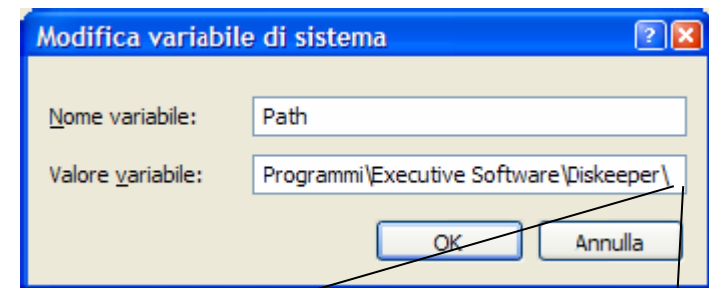 Modifica variabile di sistema
Nome variabile: Path
Valore variabile: Programmi\Executive Software\Diskeeper\
OK Annulla